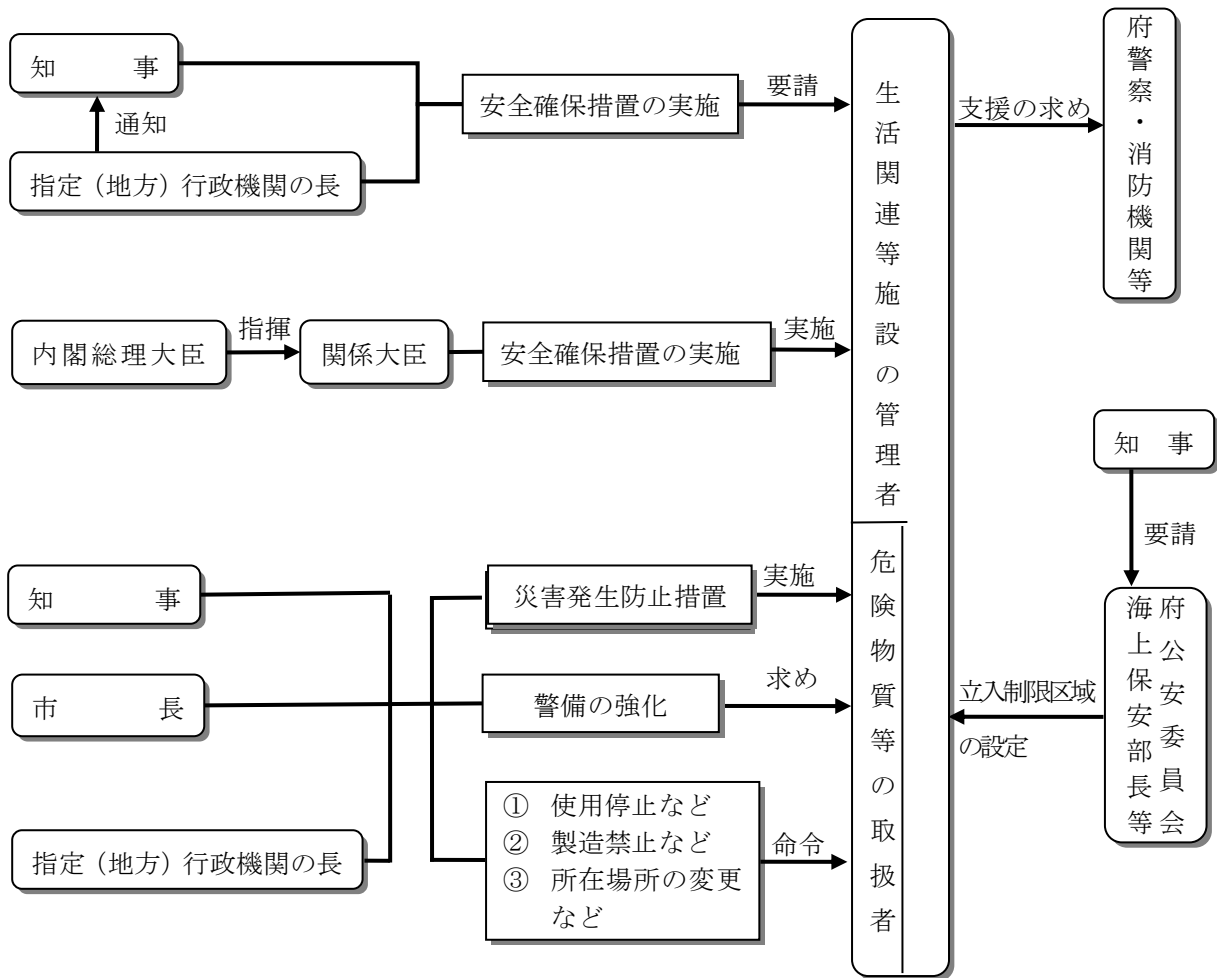 知　　　事
通知
指定（地方）行政機関の長
安全確保措置の実施
要請
内閣総理大臣
指揮
関係大臣
安全確保措置の実施
実施
知　　　事
市　　　長
指定（地方）行政機関の長
災害発生防止措置
実施
警備の強化
求め
①　使用停止など
②　製造禁止など
③　所在場所の変更
など
命令
生活関連等施設の管理者
危険物質等の取扱者
支援の求め
府警察・消防機関等
知　事
要請
府公安委員会
海上保安部長等
立入制限区域
の設定